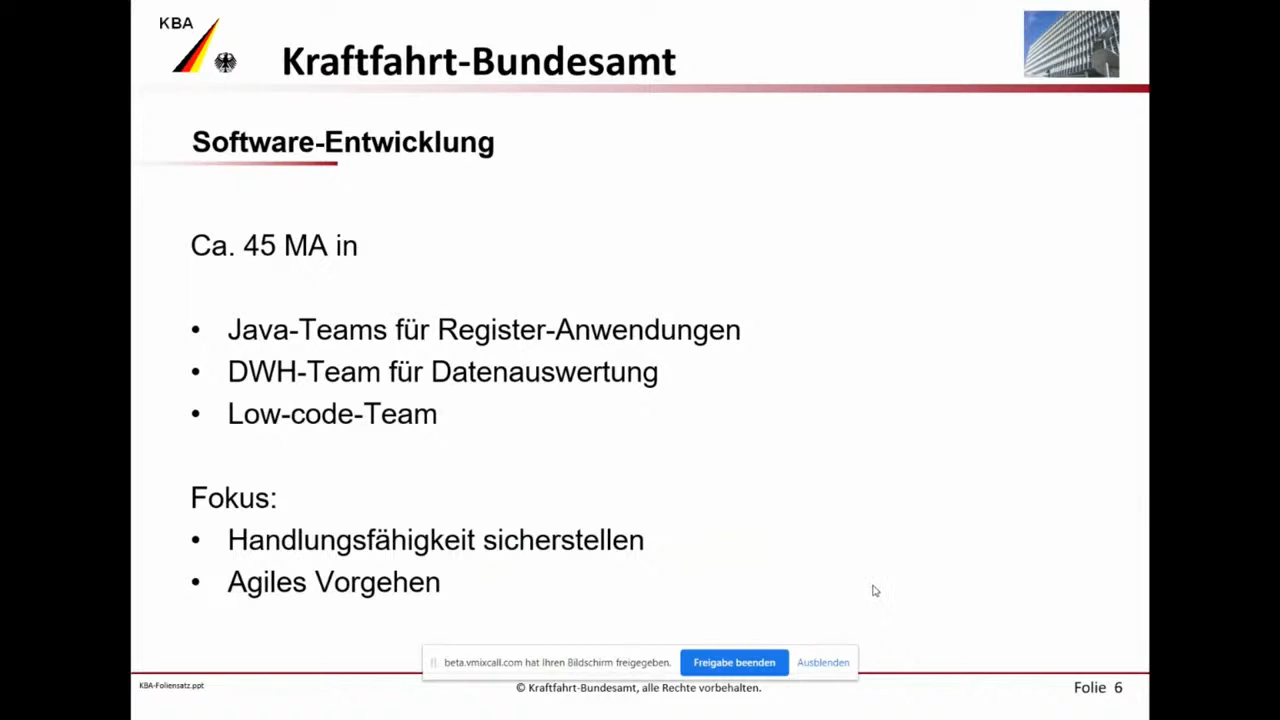 KBA
Kraftfahrt-Bundesamt
Software-Entwicklung
Ca. 45 MA in
• Java-Teams für Register-Anwendungen
• DWH-Team für Datenauswertung
• Low-code-Team
Fokus:
• Handlungsfähigkeit sicherstellen
• Agiles Vorgehen
beta.vmixcall.com hat Ihren Bildschirm freigegeben. Freigabe beenden Ausblenden
KBA-Foliensatz.ppt © Kraftfahrt-Bundesamt, alle Rechte vorbehalten. Folie 6